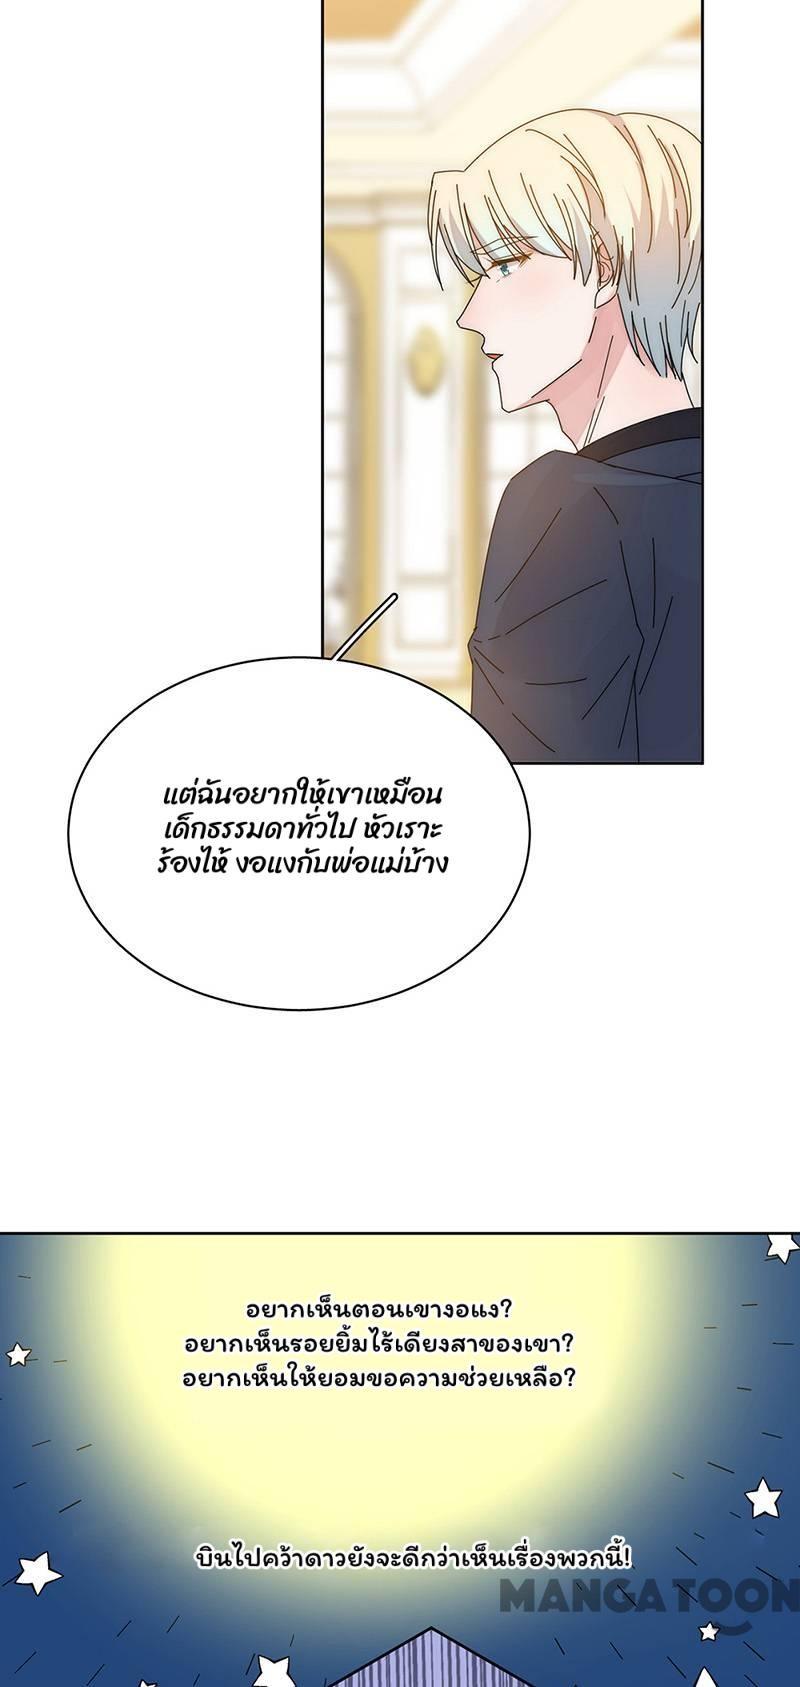 แต่ฉันอยากให้เขาเหมือน
เด็กธรรมดาทั่วไป หัวเราะ
ร้องไห้ งอแงกับพ่อแม่บ้าง
อยากเห็นตอนเขางอแง?
อยากเห็นรอยยิ้มไร้เดียงสาของเขา?
อยากเห็นให้ยอมขอความช่วยเหลือ?
บินไปคว้าดาวยังจะดีกว่าเห็นเรื่องพวกนี้!
MANGATOON